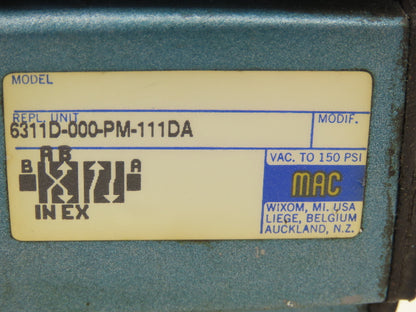 MODEL
REPL. UNIT
MODIF.
6311D-000-PM-111DA
A B
B A
IN EX
VAC. TO 150 PSI
MAC
WIXOM, MI. USA
LIEGE, BELGIUM
AUCKLAND, N.Z.